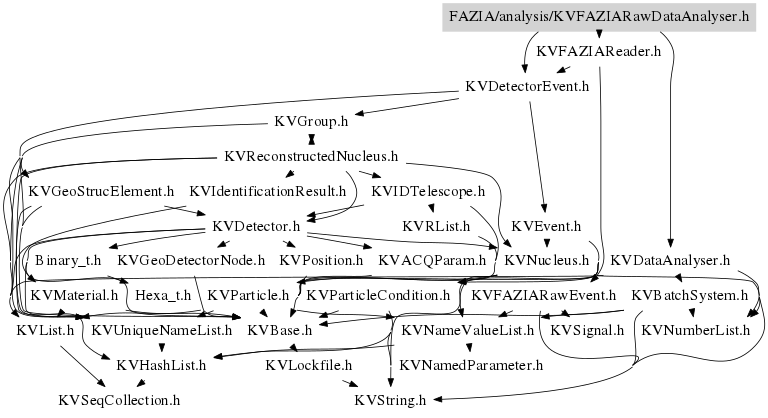 FAZIA/analysis/KVFAZIARawDataAnalyser.h
KVFAZIAReader.h
KVDetectorEvent.h
KVGroup.h
KVReconstructedNucleus.h
KVGeoStrucElement.h KVIdentificationResult.h KVIDTelescope.h
KVDetector.h KVRList.h KVEvent.h
Binary_t.h KVGeoDetectorNode.h KVPosition.h KVACQParam.h KVNucleus.h KVDataAnalyser.h
KVMaterial.h Hexa_t.h KVParticle.h KVParticleCondition.h KVFAZIARawEvent.h KVBatchSystem.h
KVList.h KVUniqueNameList.h KVBase.h KVNameValueList.h KVSignal.h KVNumberList.h
KVHashList.h KVLockfile.h KVNamedParameter.h
KVSeqCollection.h KVString.h